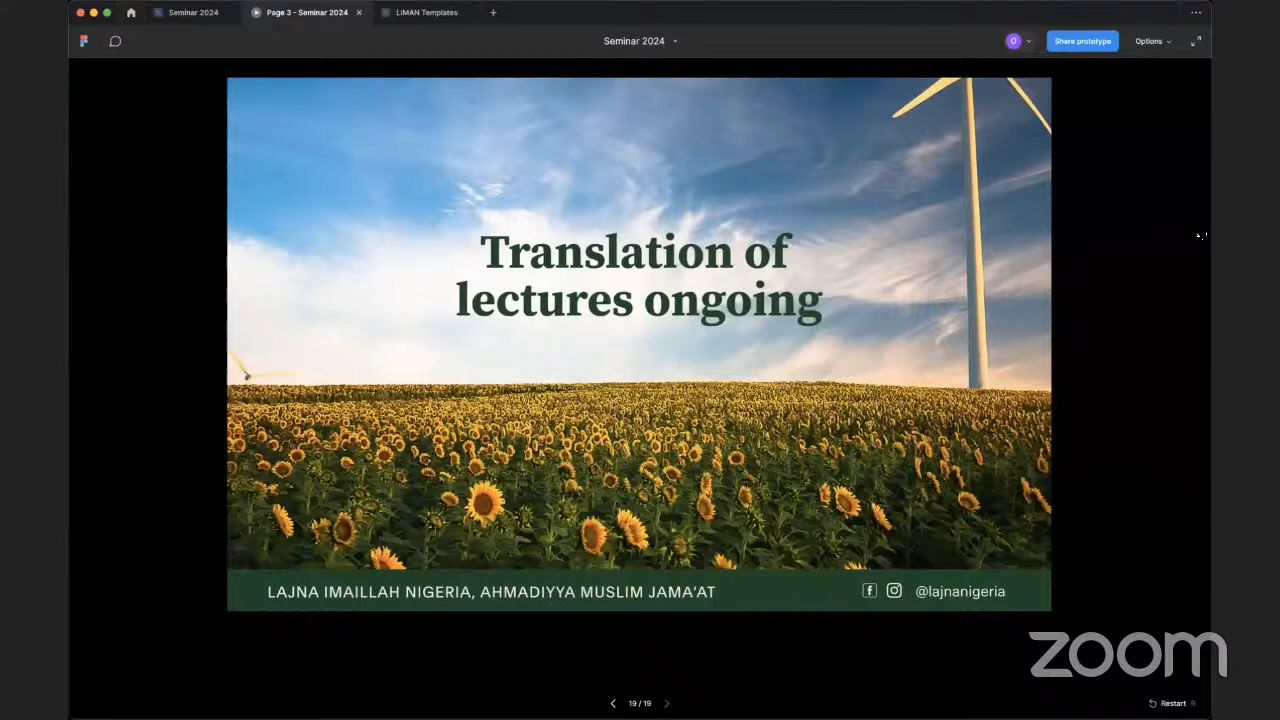 Seminar 2024
Page 3 - Seminar 2024
LIMAN Templates
Seminar 2024
O
Share prototype
Options
Translation of
lectures ongoing
LAJNA IMAILLAH NIGERIA, AHMADIYYA MUSLIM JAMA'AT
@lajnanigeria
zoom
19 / 19
Restart